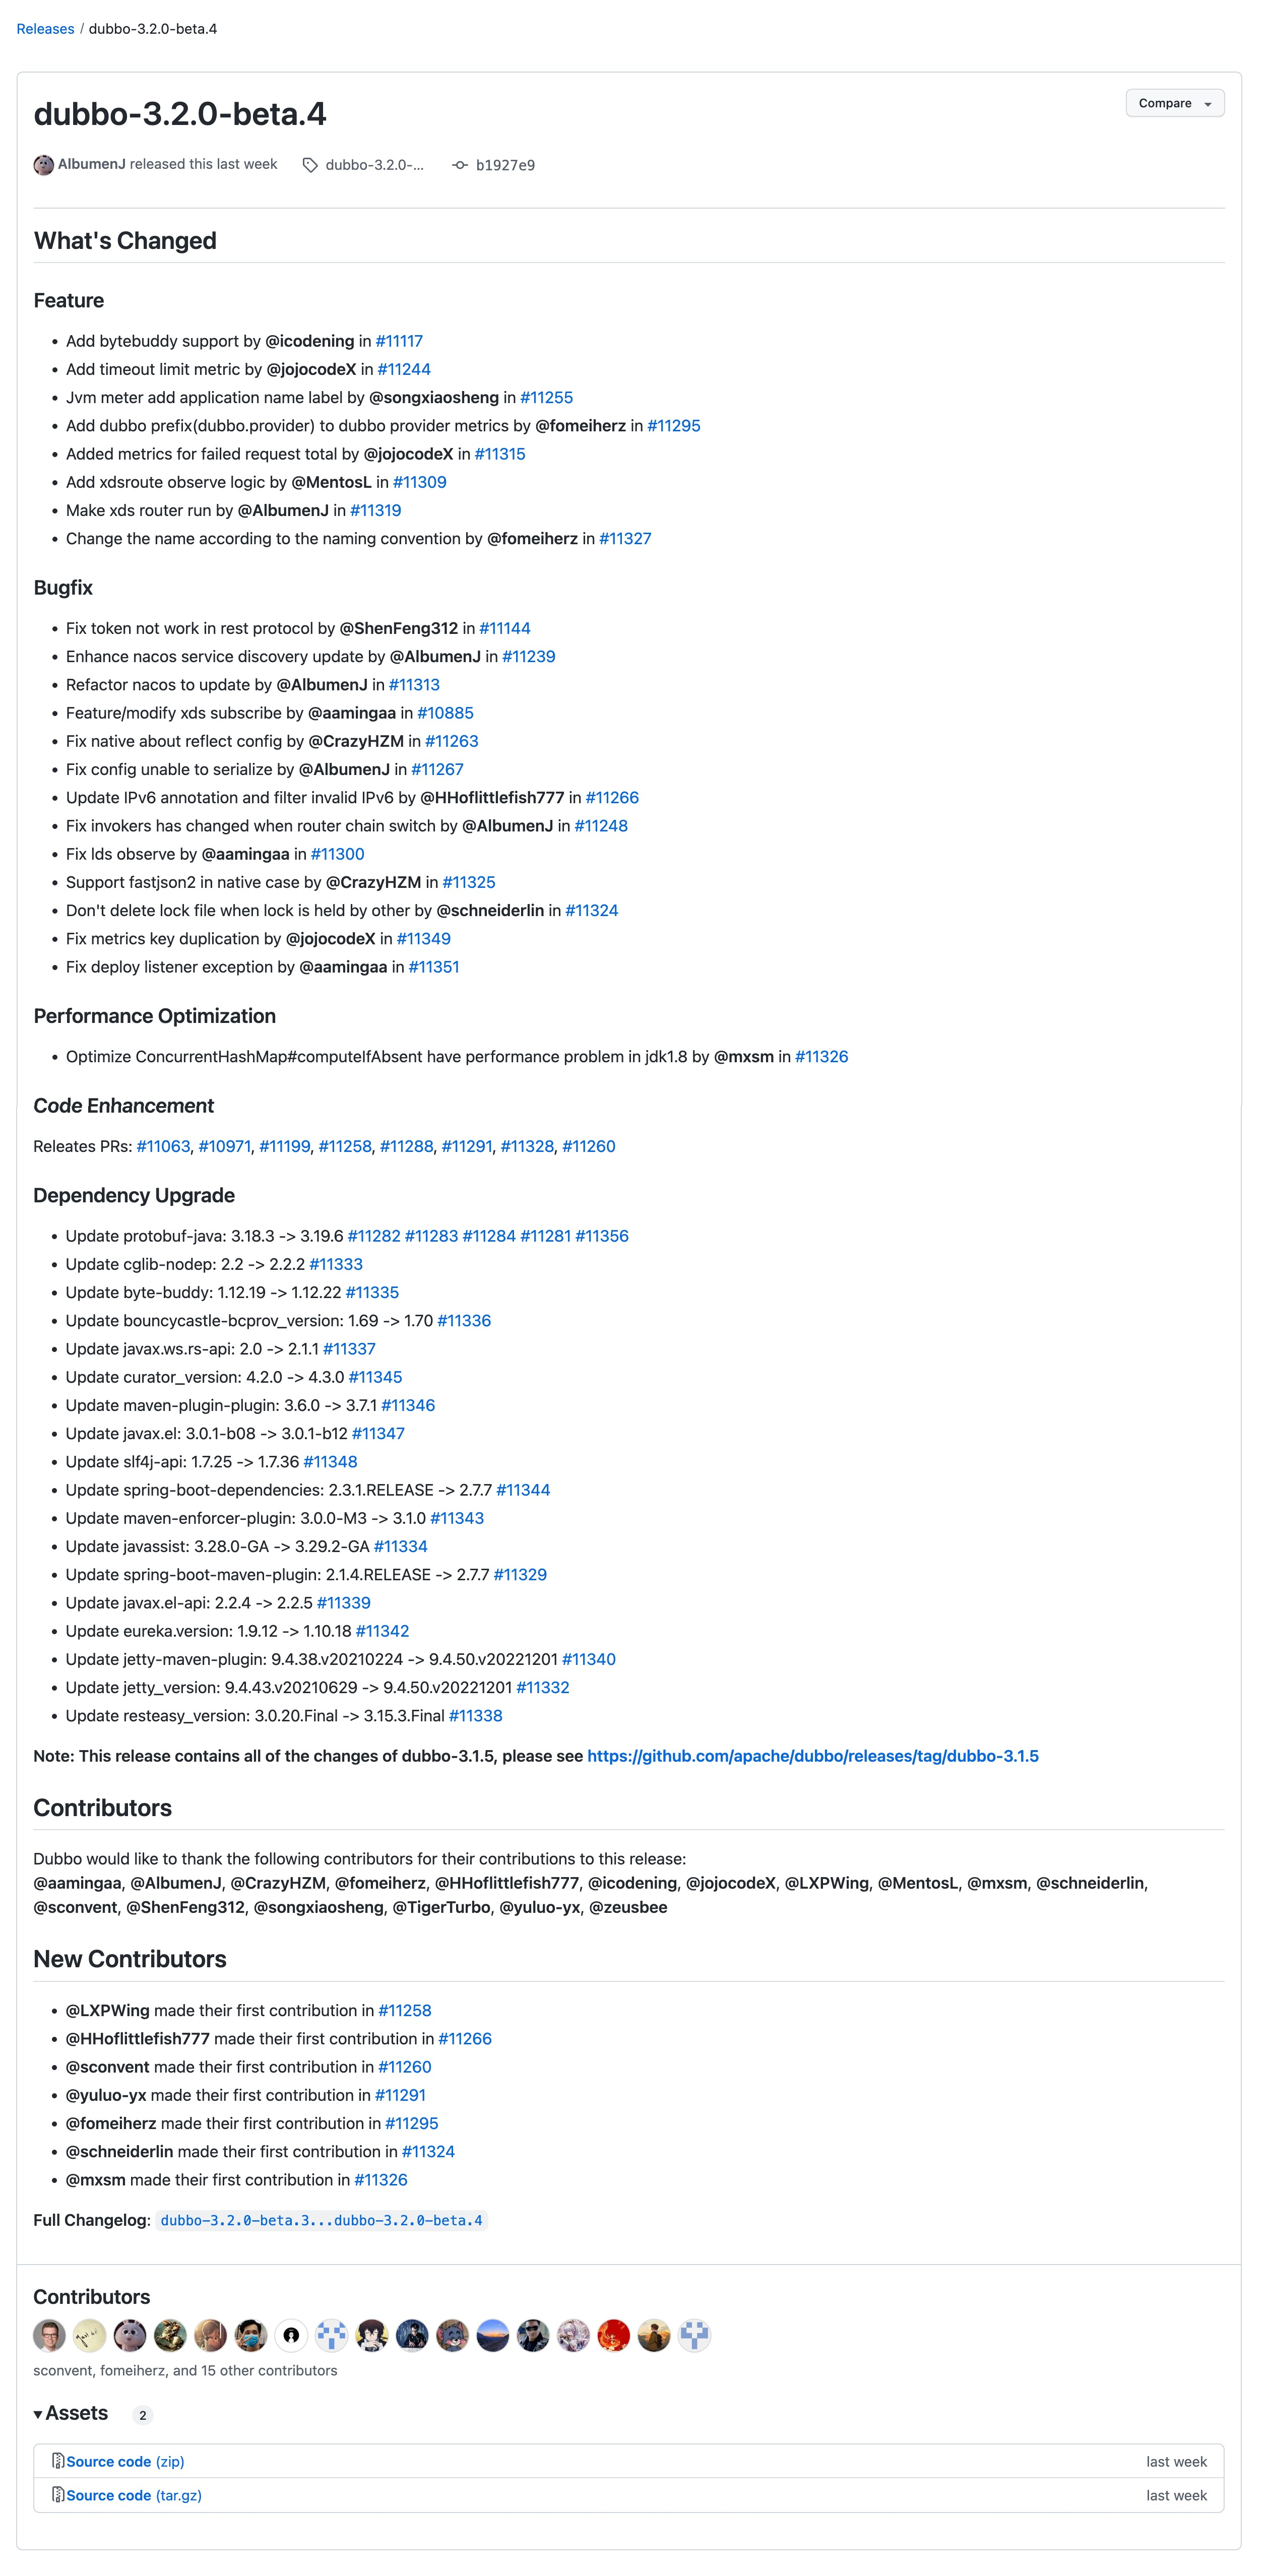 Releases / dubbo-3.2.0-beta.4
dubbo-3.2.0-beta.4
Compare
AlbumenJ released this last week
dubbo-3.2.0-...
b1927e9
What's Changed
Feature
• Add bytebuddy support by @icodening in #11117
• Add timeout limit metric by @jojocodeX in #11244
• Jvm meter add application name label by @songxiaosheng in #11255
• Add dubbo prefix(dubbo.provider) to dubbo provider metrics by @fomeiherz in #11295
• Added metrics for failed request total by @jojocodeX in #11315
• Add xdsroute observe logic by @MentosL in #11309
• Make xds router run by @AlbumenJ in #11319
• Change the name according to the naming convention by @fomeiherz in #11327
Bugfix
• Fix token not work in rest protocol by @ShenFeng312 in #11144
• Enhance nacos service discovery update by @AlbumenJ in #11239
• Refactor nacos to update by @AlbumenJ in #11313
• Feature/modify xds subscribe by @aamingaa in #10885
• Fix native about reflect config by @CrazyHZM in #11263
• Fix config unable to serialize by @AlbumenJ in #11267
• Update IPv6 annotation and filter invalid IPv6 by @HHoflittlefish777 in #11266
• Fix invokers has changed when router chain switch by @AlbumenJ in #11248
• Fix lds observe by @aamingaa in #11300
• Support fastjson2 in native case by @CrazyHZM in #11325
• Don't delete lock file when lock is held by other by @schneiderlin in #11324
• Fix metrics key duplication by @jojocodeX in #11349
• Fix deploy listener exception by @aamingaa in #11351
Performance Optimization
• Optimize ConcurrentHashMap#computeIfAbsent have performance problem in jdk1.8 by @mxsm in #11326
Code Enhancement
Releates PRs: #11063, #10971, #11199, #11258, #11288, #11291, #11328, #11260
Dependency Upgrade
• Update protobuf-java: 3.18.3 -> 3.19.6 #11282 #11283 #11284 #11281 #11356
• Update cglib-nodep: 2.2 -> 2.2.2 #11333
• Update byte-buddy: 1.12.19 -> 1.12.22 #11335
• Update bouncycastle-bcprov_version: 1.69 -> 1.70 #11336
• Update javax.ws.rs-api: 2.0 -> 2.1.1 #11337
• Update curator_version: 4.2.0 -> 4.3.0 #11345
• Update maven-plugin-plugin: 3.6.0 -> 3.7.1 #11346
• Update javax.el: 3.0.1-b08 -> 3.0.1-b12 #11347
• Update slf4j-api: 1.7.25 -> 1.7.36 #11348
• Update spring-boot-dependencies: 2.3.1.RELEASE -> 2.7.7 #11344
• Update maven-enforcer-plugin: 3.0.0-M3 -> 3.1.0 #11343
• Update javassist: 3.28.0-GA -> 3.29.2-GA #11334
• Update spring-boot-maven-plugin: 2.1.4.RELEASE -> 2.7.7 #11329
• Update javax.el-api: 2.2.4 -> 2.2.5 #11339
• Update eureka.version: 1.9.12 -> 1.10.18 #11342
• Update jetty-maven-plugin: 9.4.38.v20210224 -> 9.4.50.v20221201 #11340
• Update jetty_version: 9.4.43.v20210629 -> 9.4.50.v20221201 #11332
• Update resteasy_version: 3.0.20.Final -> 3.15.3.Final #11338
Note: This release contains all of the changes of dubbo-3.1.5, please see https://github.com/apache/dubbo/releases/tag/dubbo-3.1.5
Contributors
Dubbo would like to thank the following contributors for their contributions to this release:
@aamingaa, @AlbumenJ, @CrazyHZM, @fomeiherz, @HHoflittlefish777, @icodening, @jojocodeX, @LXPWing, @MentosL, @mxsm, @schneiderlin,
@sconvent, @ShenFeng312, @songxiaosheng, @TigerTurbo, @yuluo-yx, @zeusbee
New Contributors
• @LXPWing made their first contribution in #11258
• @HHoflittlefish777 made their first contribution in #11266
• @sconvent made their first contribution in #11260
• @yuluo-yx made their first contribution in #11291
• @fomeiherz made their first contribution in #11295
• @schneiderlin made their first contribution in #11324
• @mxsm made their first contribution in #11326
Full Changelog: dubbo-3.2.0-beta.3...dubbo-3.2.0-beta.4
Contributors
sconvent, fomeiherz, and 15 other contributors
Assets 2
Source code (zip) last week
Source code (tar.gz) last week